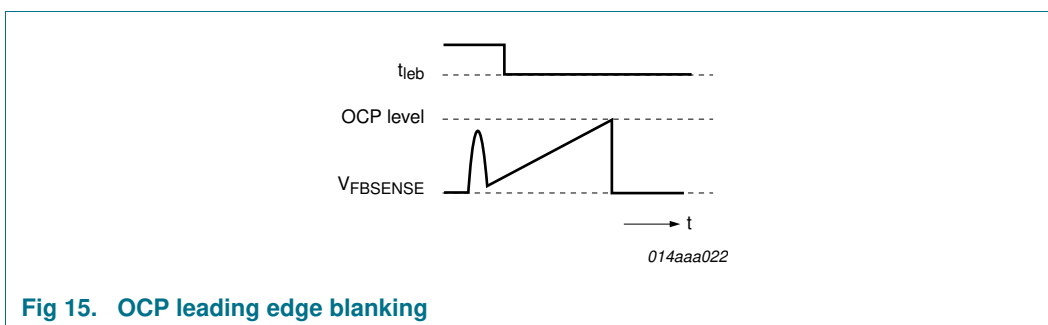 tleb
OCP level
VFBSENSE
t
014aaa022
Fig 15. OCP leading edge blanking